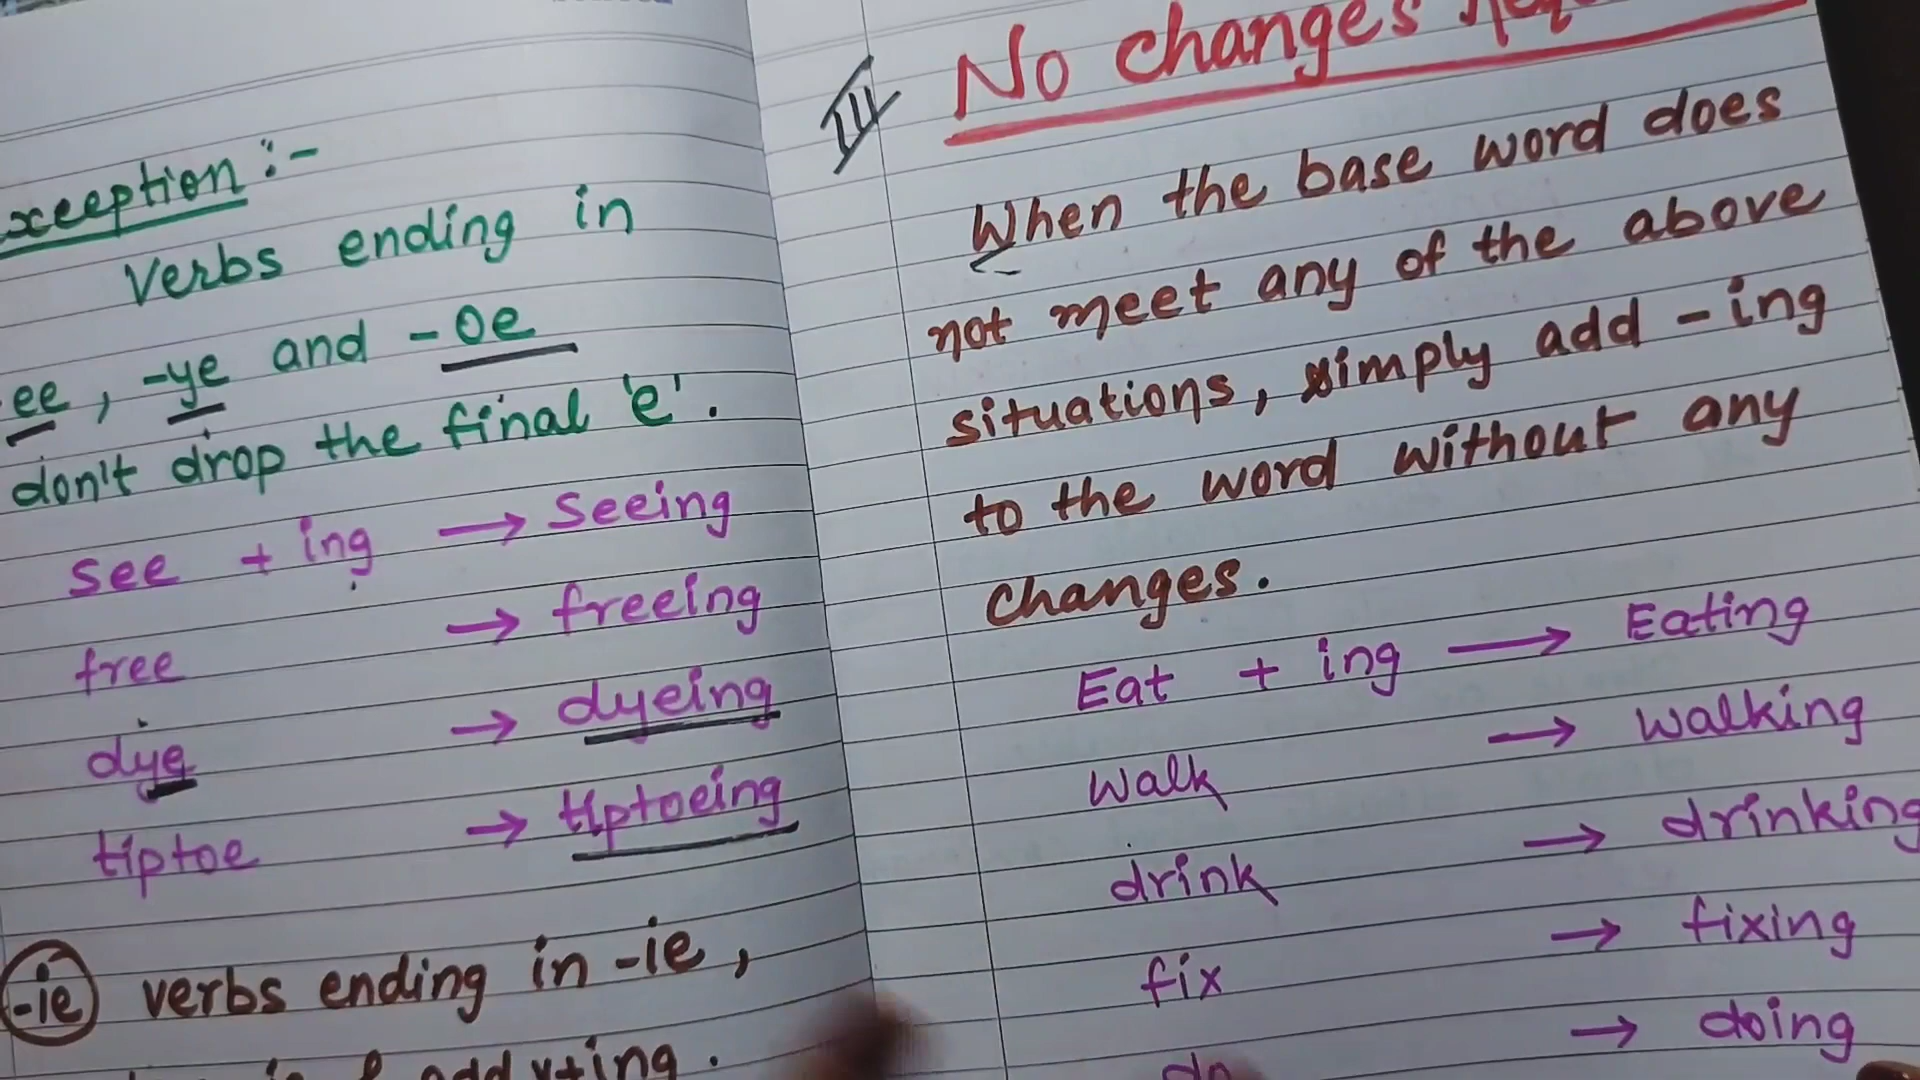 xception :-
Verbs ending in
ee, -ye and -oe
don't drop the final 'e'.
See + ing → Seeing
free → freeing
dye → dyeing
tiptoe → tiptoeing
-ie verbs ending in -ie,
add y+ing.
III No changes
When the base word does
not meet any of the above
situations, simply add -ing
to the word without any
changes.
Eat + ing → Eating
Walk → walking
drink → drinking
fix → fixing
do → doing